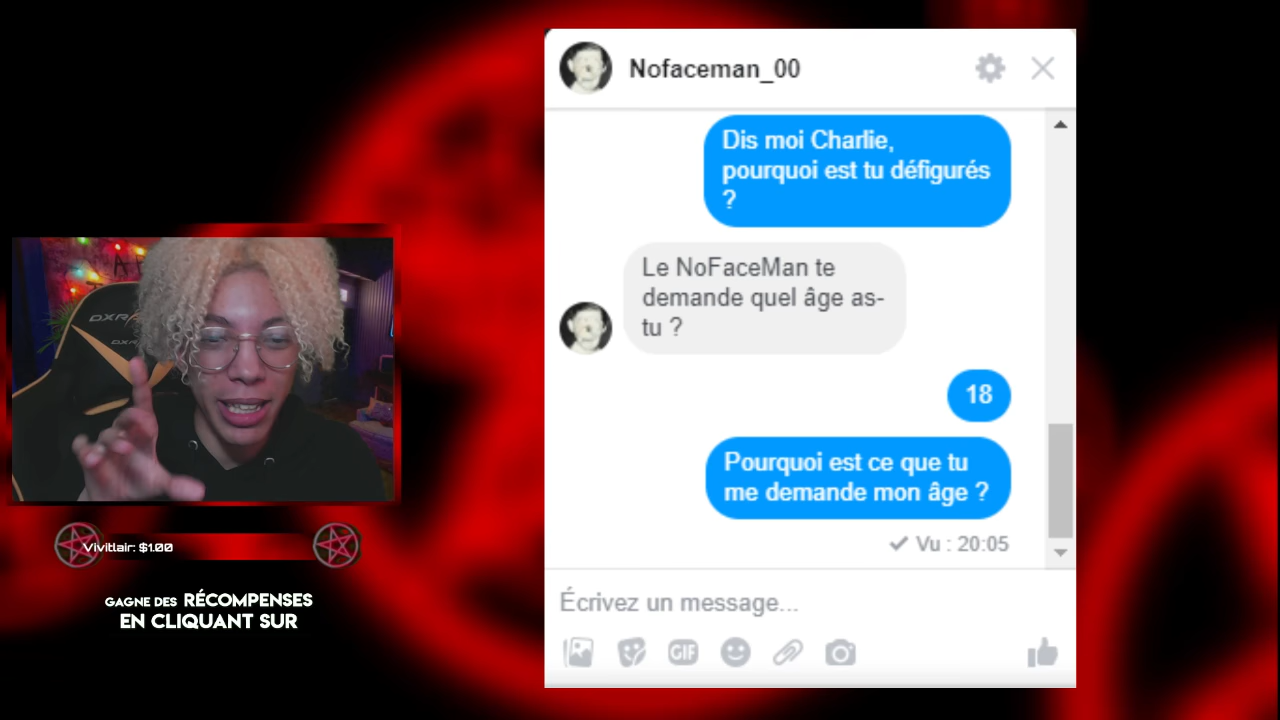 Nofaceman_00
Dis moi Charlie,
pourquoi est tu défigurés
?
Le NoFaceMan te
demande quel âge as-
tu ?
18
Pourquoi est ce que tu
me demande mon âge ?
Vu : 20:05
Écrivez un message...
GIF
Vivitlair: $1.00
GAGNE DES RÉCOMPENSES
EN CLIQUANT SUR